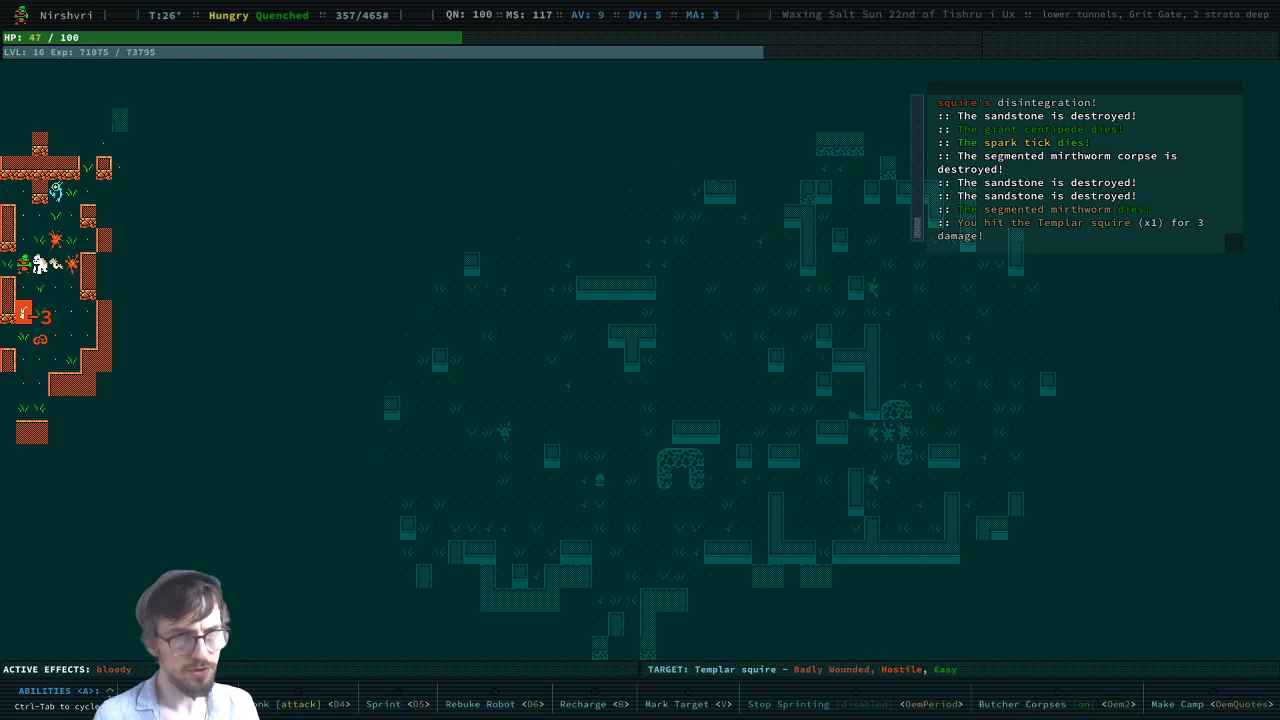 Nirshvri | T:26° Hungry Quenched 357/465# | QN: 100 MS: 117 AV: 9 DV: 5 MA: 3 | Waxing Salt Sun 22nd of Tishru i Ux lower tunnels, Grit Gate, 2 strata deep
HP: 47 / 100
LVL: 16 Exp: 71075 / 73795
squire's disintegration!
:: The sandstone is destroyed!
:: The giant centipede dies!
:: The spark tick dies!
:: The segmented mirthworm corpse is
destroyed!
:: The sandstone is destroyed!
:: The sandstone is destroyed!
:: The segmented mirthworm dies!
:: You hit the Templar squire (x1) for 3
damage!
-3
ACTIVE EFFECTS: bloody
TARGET: Templar squire - Badly Wounded, Hostile, Easy
ABILITIES <A>:
Ctrl-Tab to cycle
[attack] <D4> Sprint <D5> Rebuke Robot <D6> Recharge <B> Mark Target <V> Stop Sprinting [disabled] <OemPeriod> Butcher Corpses [on] <Oem2> Make Camp <OemQuotes>